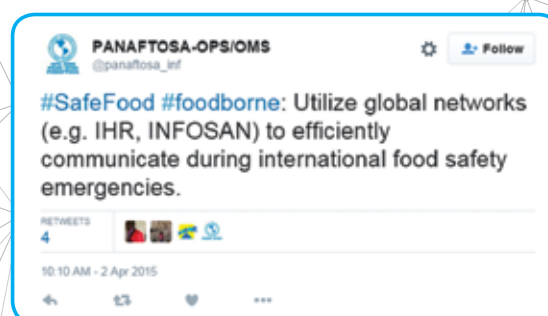 PANAFTOSA-OPS/OMS
@panaftosa_inf
Follow
#SafeFood #foodborne: Utilize global networks
(e.g. IHR, INFOSAN) to efficiently
communicate during international food safety
emergencies.
RETWEETS
4
10:10 AM - 2 Apr 2015